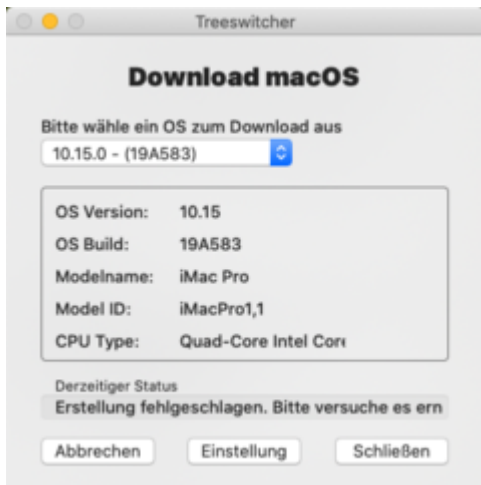 Treeswitcher
Download macOS
Bitte wähle ein OS zum Download aus
10.15.0 - (19A583)
OS Version: 10.15
OS Build: 19A583
Modelname: iMac Pro
Model ID: iMacPro1,1
CPU Type: Quad-Core Intel Core
Derzeitiger Status
Erstellung fehlgeschlagen. Bitte versuche es ern
Abbrechen Einstellung Schließen